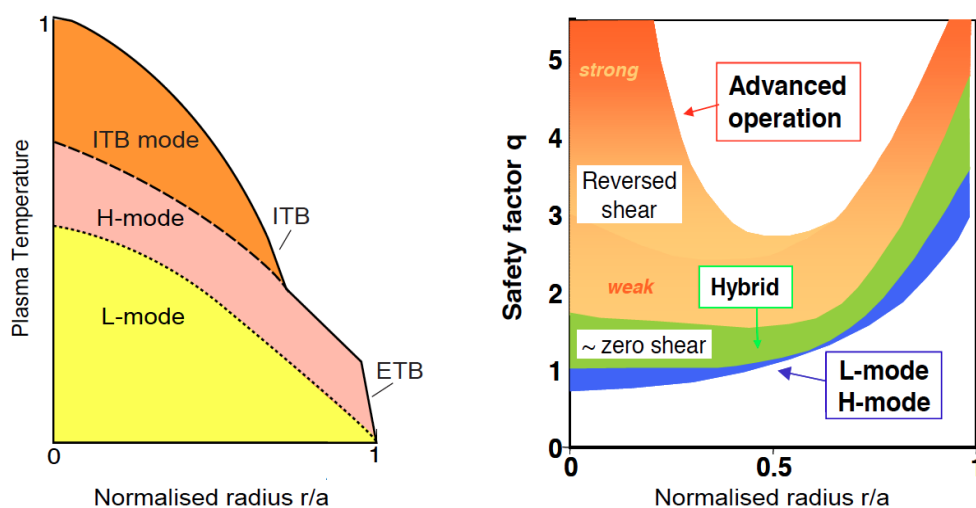 1
Plasma Temperature
ITB mode
H-mode
L-mode
ITB
ETB
0
1
Normalised radius r/a
Safety factor q
5
4
3
2
1
0
strong
Advanced
operation
Reversed
shear
weak
Hybrid
~ zero shear
L-mode
H-mode
0
0.5
1
Normalised radius r/a